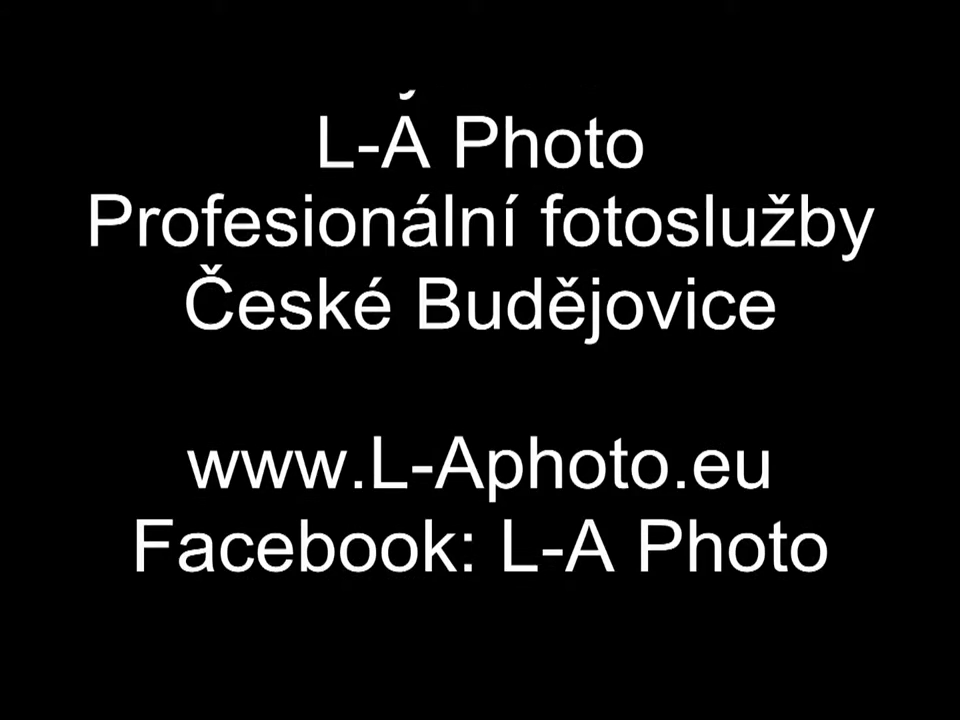 L-A Photo
Profesionální fotoslužby
České Budějovice
www.L-Aphoto.eu
Facebook: L-A Photo